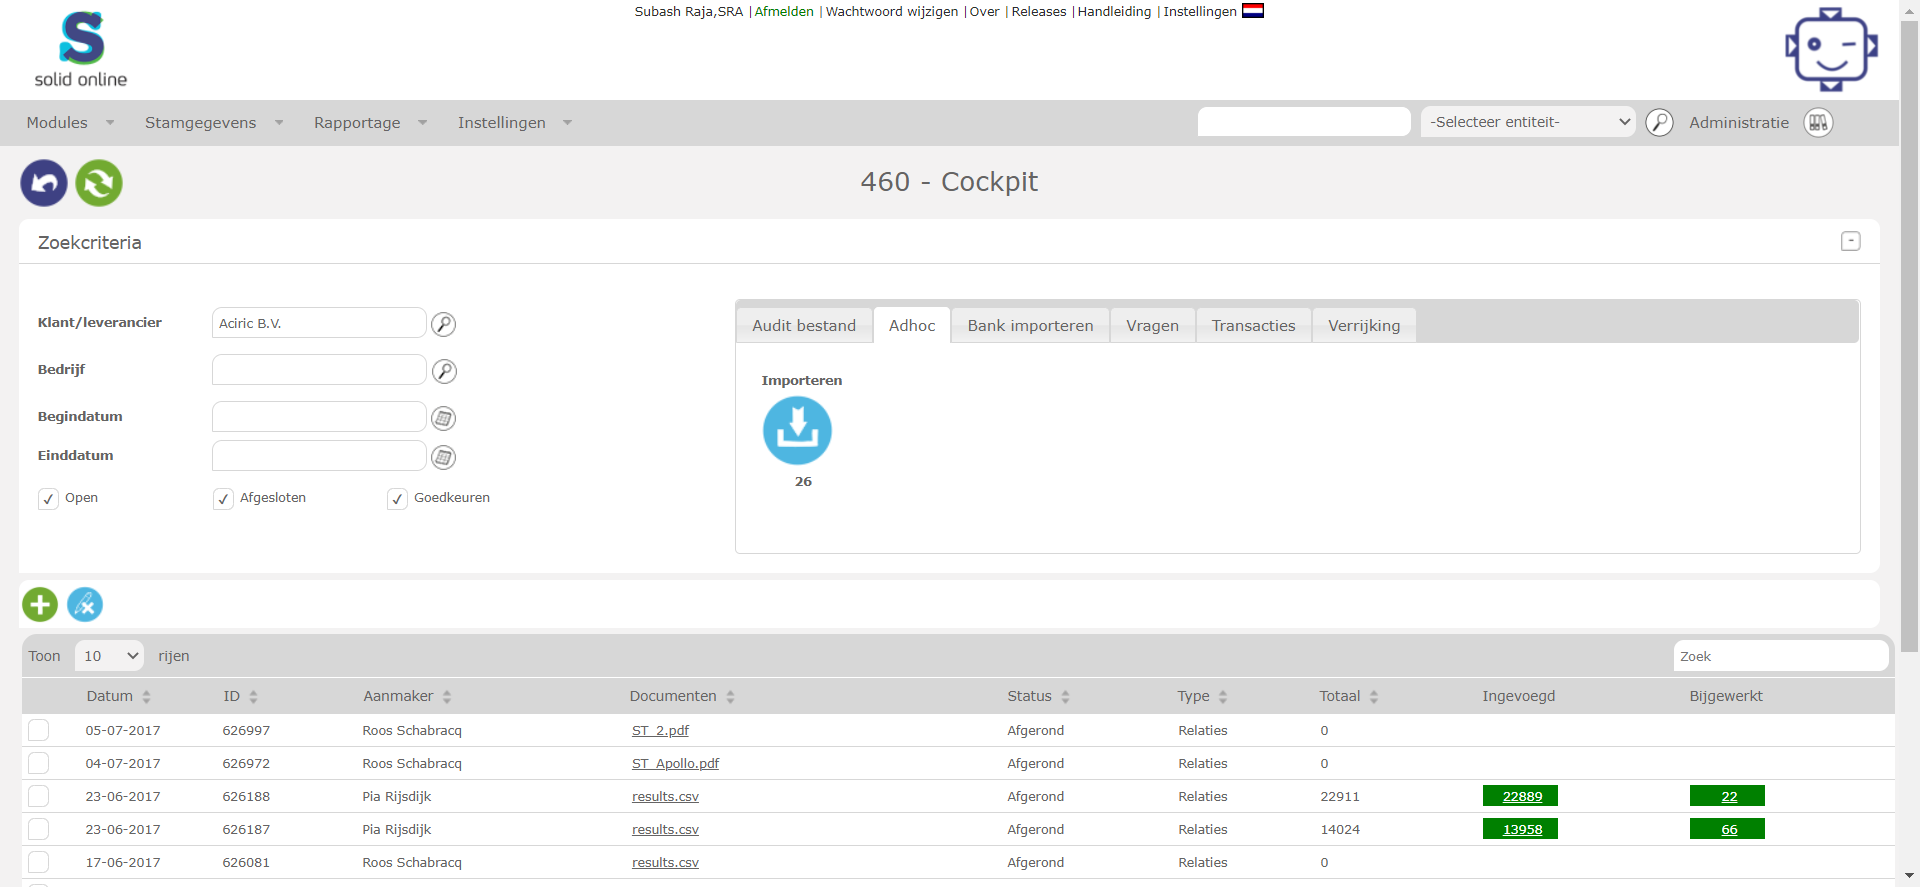 Subash Raja,SRA | Afmelden | Wachtwoord wijzigen | Over | Releases | Handleiding | Instellingen
S
solid online
Modules Stamgegevens Rapportage Instellingen -Selecteer entiteit- Administratie
460 - Cockpit
Zoekcriteria -
Klant/leverancier Aciric B.V.
Bedrijf
Begindatum
Einddatum
Open Afgesloten Goedkeuren
Audit bestand Adhoc Bank importeren Vragen Transacties Verrijking
Importeren
26
Toon 10 rijen Zoek
Datum ID Aanmaker Documenten Status Type Totaal Ingevoegd Bijgewerkt
05-07-2017 626997 Roos Schabracq ST_2.pdf Afgerond Relaties 0
04-07-2017 626972 Roos Schabracq ST_Apollo.pdf Afgerond Relaties 0
23-06-2017 626188 Pia Rijsdijk results.csv Afgerond Relaties 22911 22889 22
23-06-2017 626187 Pia Rijsdijk results.csv Afgerond Relaties 14024 13958 66
17-06-2017 626081 Roos Schabracq results.csv Afgerond Relaties 0